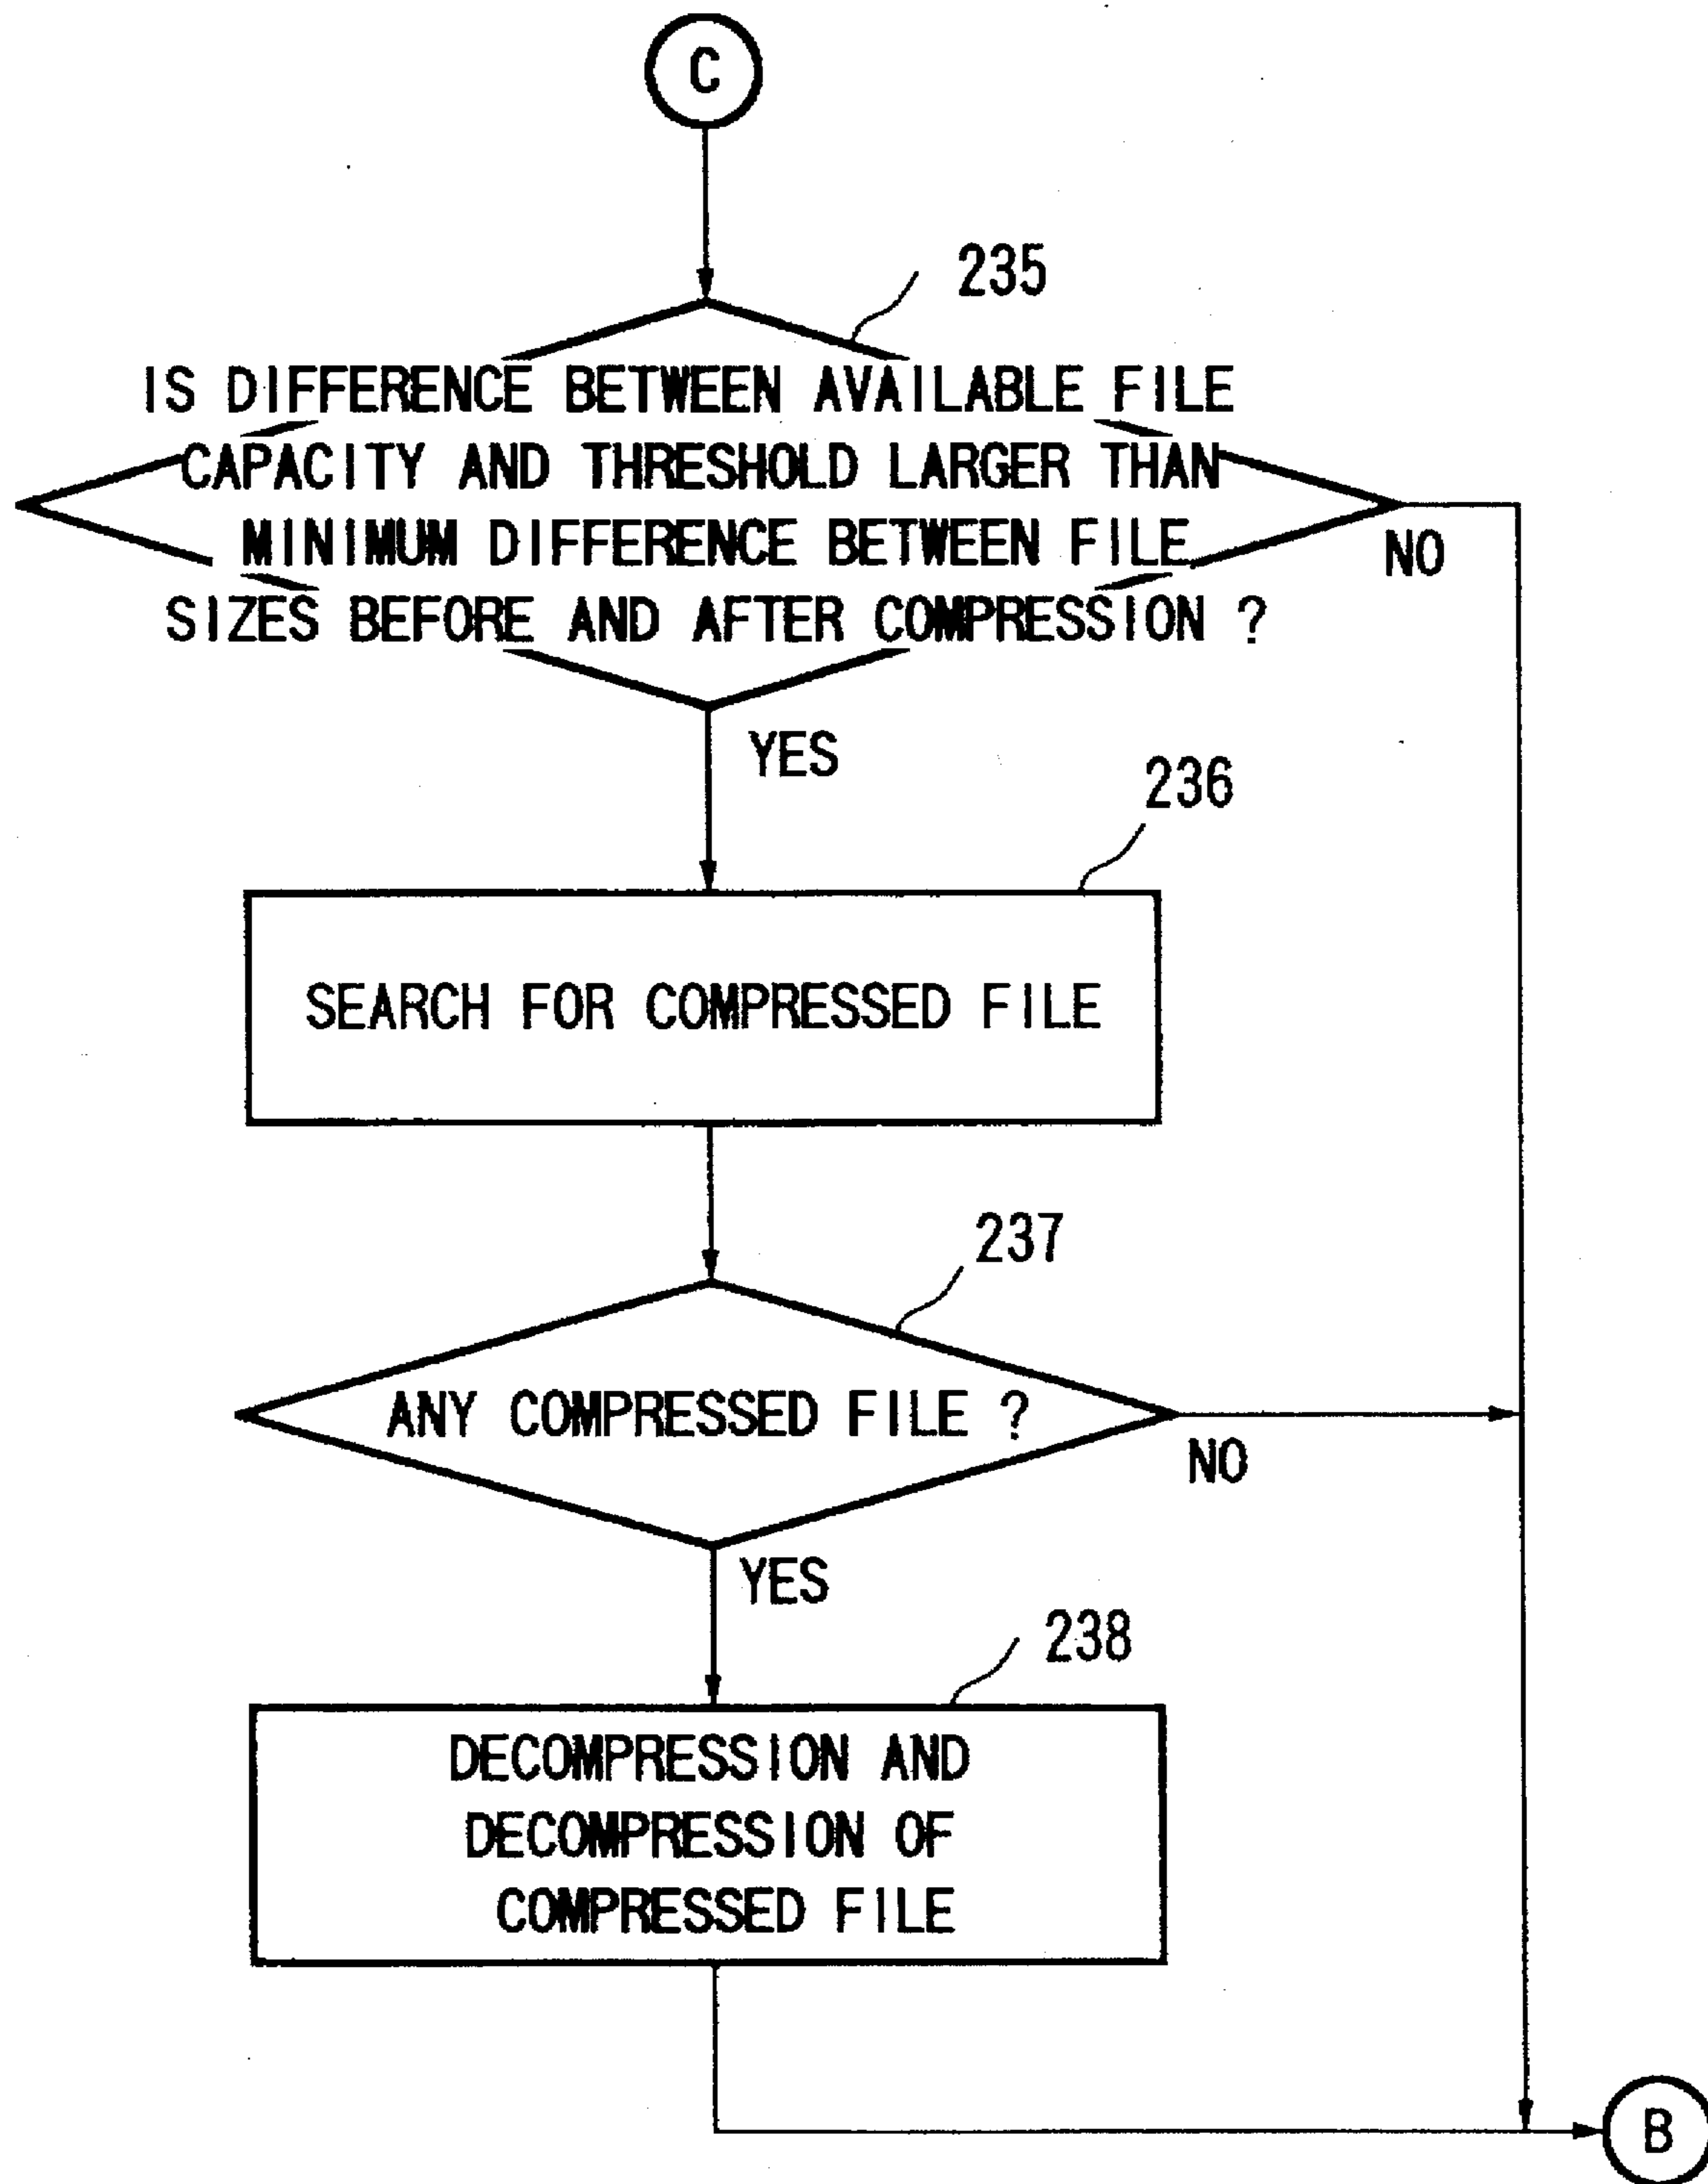 C
235
IS DIFFERENCE BETWEEN AVAILABLE FILE
CAPACITY AND THRESHOLD LARGER THAN
MINIMUM DIFFERENCE BETWEEN FILE
SIZES BEFORE AND AFTER COMPRESSION ?
NO
YES
236
SEARCH FOR COMPRESSED FILE
237
ANY COMPRESSED FILE ?
NO
YES
238
DECOMPRESSION AND
DECOMPRESSION OF
COMPRESSED FILE
B